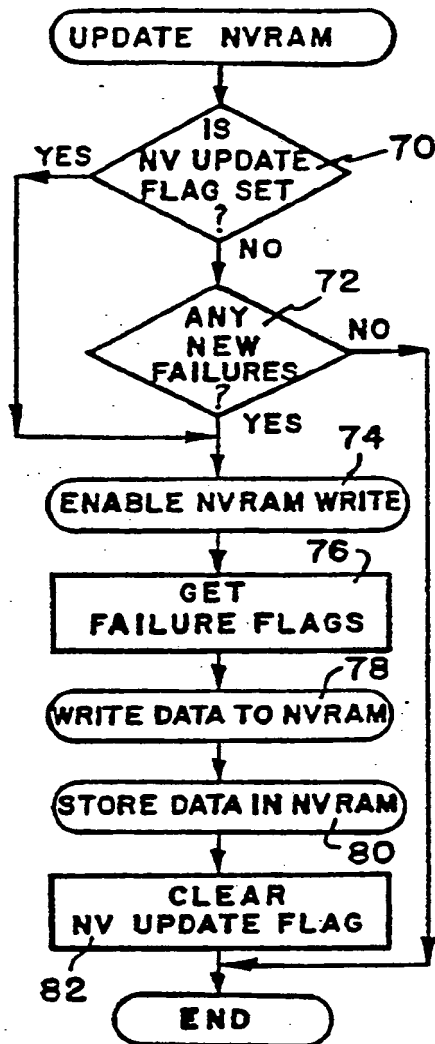 UPDATE NVRAM
IS
NV UPDATE
FLAG SET
?
70
YES
NO
72
ANY
NEW
FAILURES
?
NO
YES
74
ENABLE NVRAM WRITE
76
GET
FAILURE FLAGS
78
WRITE DATA TO NVRAM
STORE DATA IN NVRAM
80
CLEAR
NV UPDATE FLAG
82
END